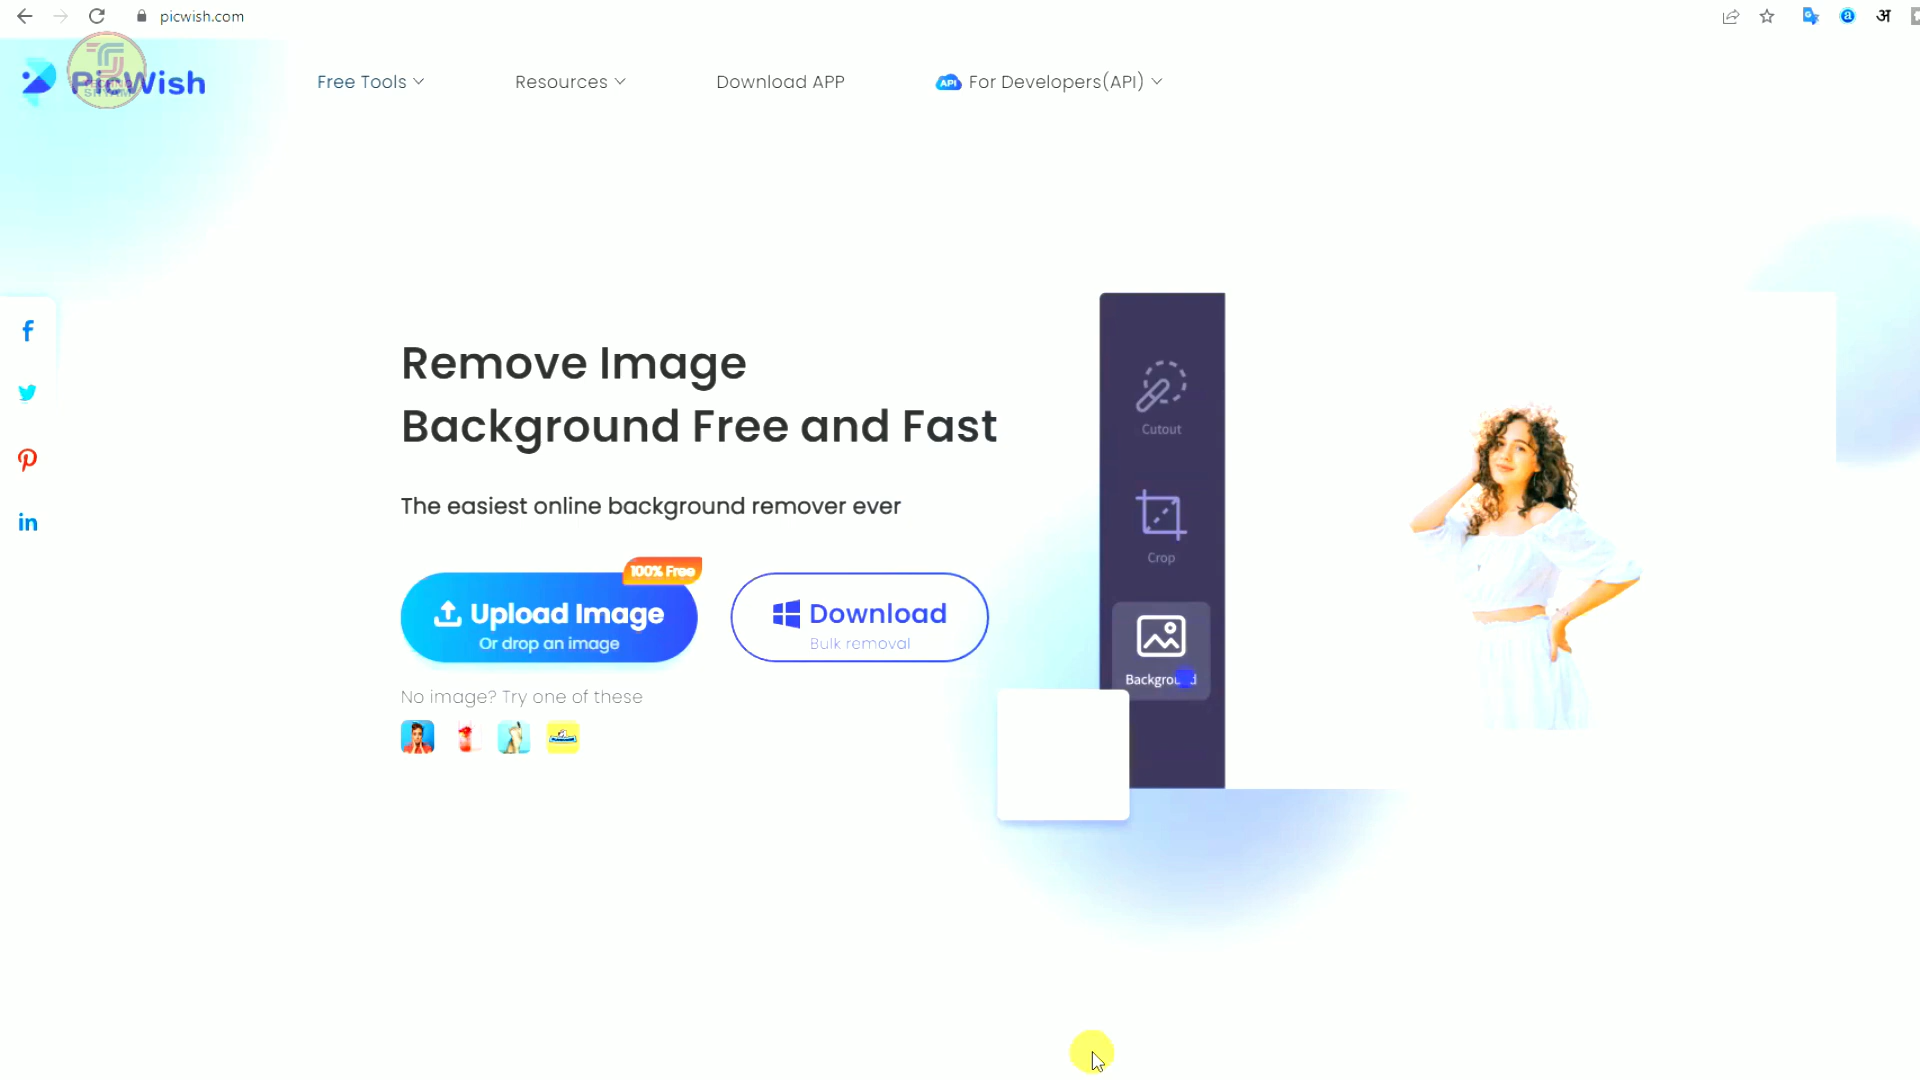 picwish.com
अ
PicWish
Free Tools
Resources
Download APP
API For Developers(API)
Remove Image
Background Free and Fast
The easiest online background remover ever
100% Free
Upload Image
Or drop an image
Download
Bulk removal
No image? Try one of these
Cutout
Crop
Background